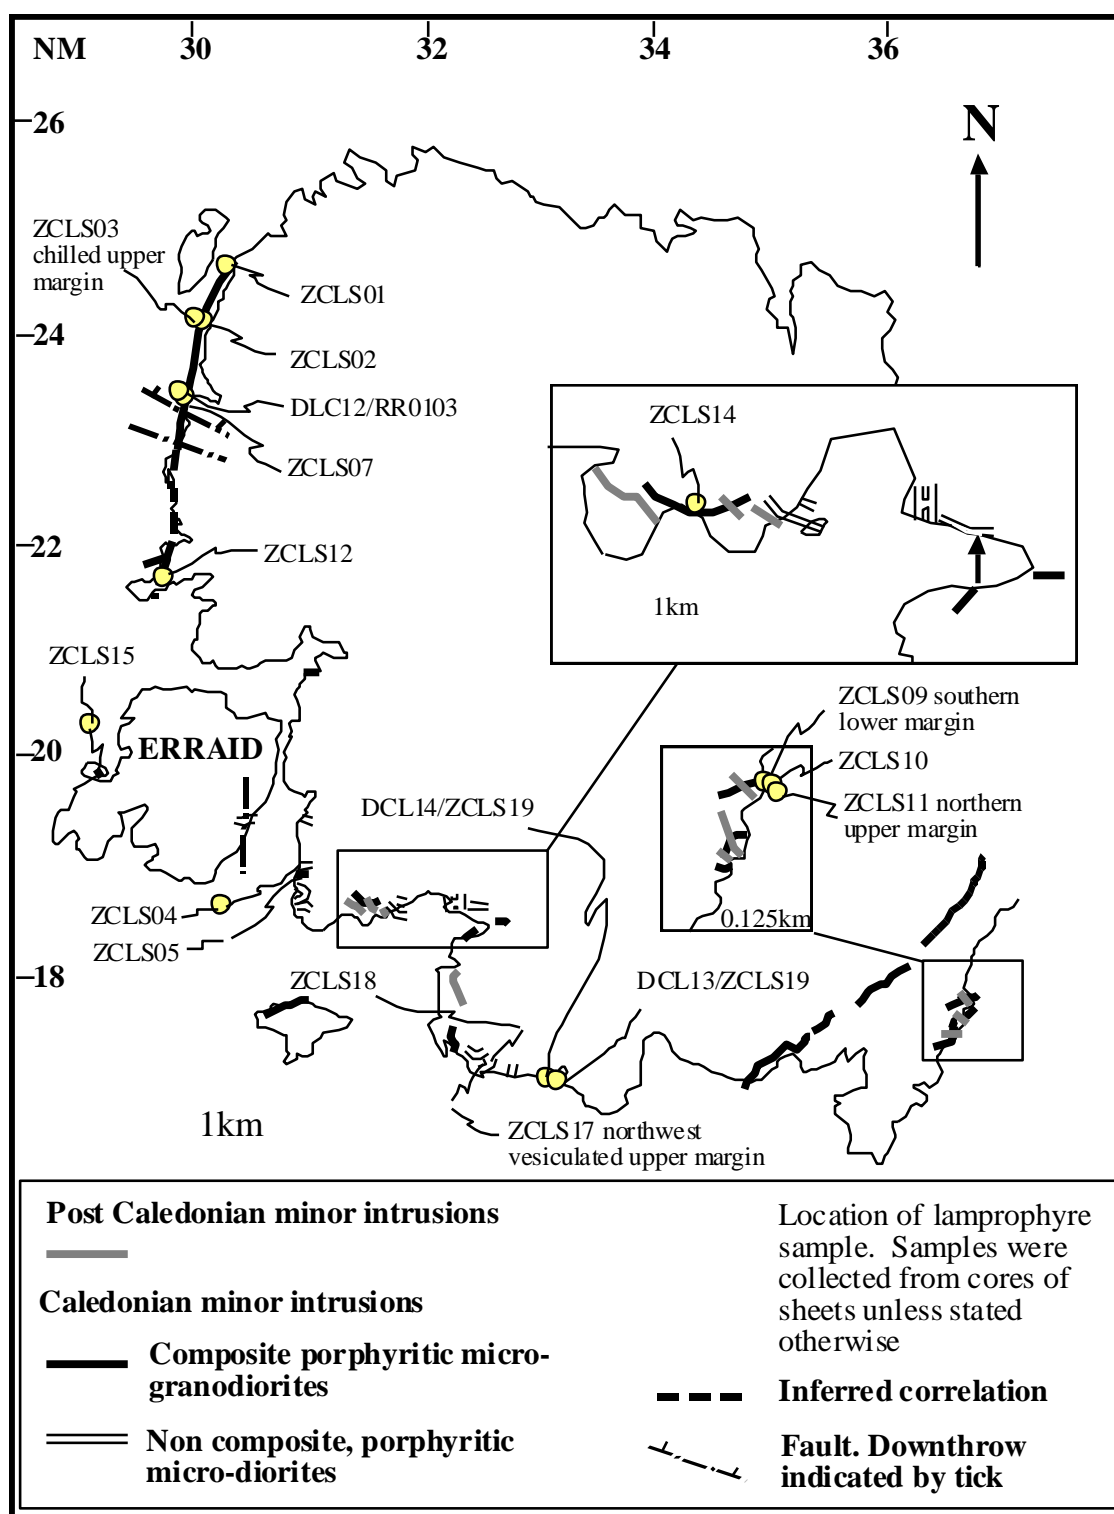 NM 30 32 34 36
26
N
ZCLS03
chilled upper
margin
ZCLS01
24
ZCLS02
DLC12/RR0103
ZCLS14
ZCLS07
22
ZCLS12
1km
ZCLS15
ZCLS09 southern
lower margin
20
ERRAID
ZCLS10
DCL14/ZCLS19
ZCLS11 northern
upper margin
ZCLS04
0.125km
ZCLS05
18
ZCLS18
DCL13/ZCLS19
1km
ZCLS17 northwest
vesiculated upper margin
Post Caledonian minor intrusions
Caledonian minor intrusions
Composite porphyritic micro-
granodiorites
Non composite, porphyritic
micro-diorites
Location of lamprophyre
sample. Samples were
collected from cores of
sheets unless stated
otherwise
Inferred correlation
Fault. Downthrow
indicated by tick